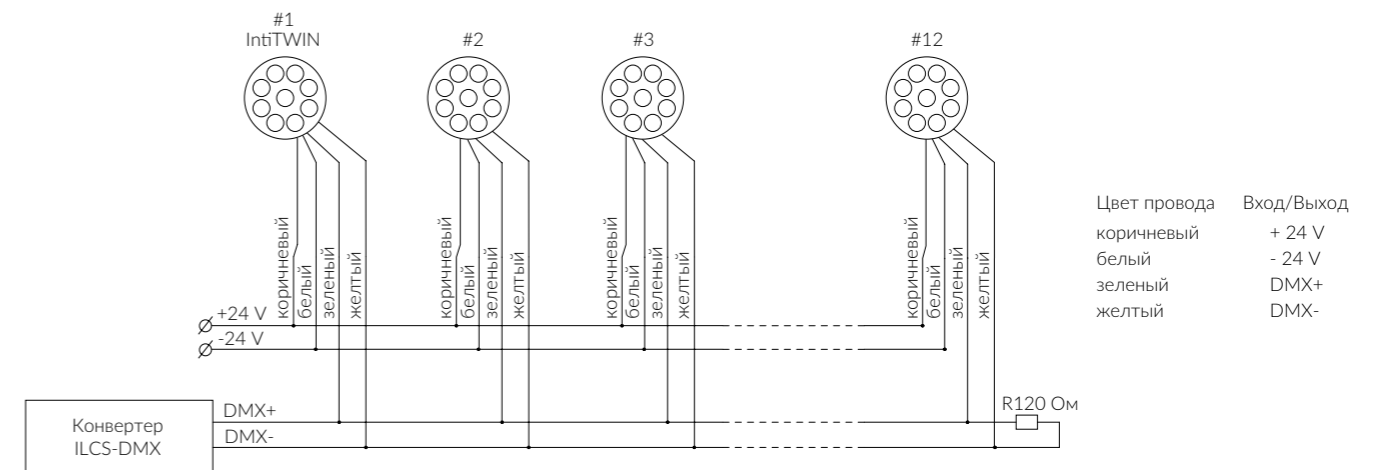 #1
IntiTWIN
#2
#3
#12
коричневый
белый
зеленый
желтый
коричневый
белый
зеленый
желтый
коричневый
белый
зеленый
желтый
коричневый
белый
зеленый
желтый
Цвет провода Вход/Выход
коричневый + 24 V
белый - 24 V
зеленый DMX+
желтый DMX-
+24 V
-24 V
Конвертер
ILCS-DMX
DMX+
DMX-
R120 Ом